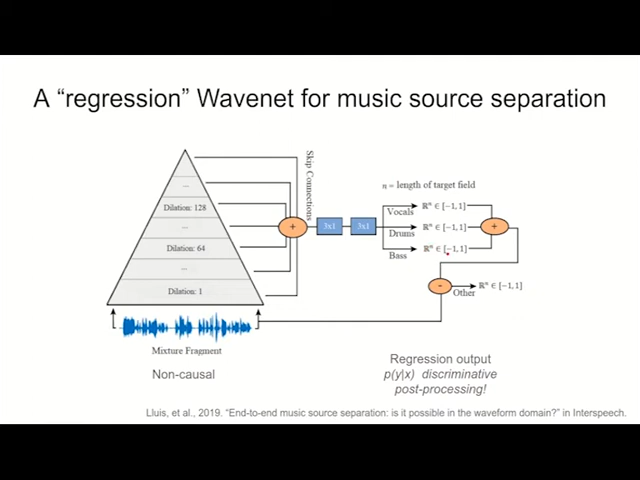 A “regression” Wavenet for music source separation
Skip Connections
n = length of target field
...
Dilation: 128
...
Dilation: 64
...
Dilation: 1
+
3x1
3x1
Vocals
ℝⁿ ∈ [−1, 1]
Drums
ℝⁿ ∈ [−1, 1]
Bass
ℝⁿ ∈ [−1, 1]
+
-
Other
ℝⁿ ∈ [−1, 1]
Mixture Fragment
Non-causal
Regression output
p(y|x) discriminative
post-processing!
Lluis, et al., 2019. “End-to-end music source separation: is it possible in the waveform domain?” in Interspeech.